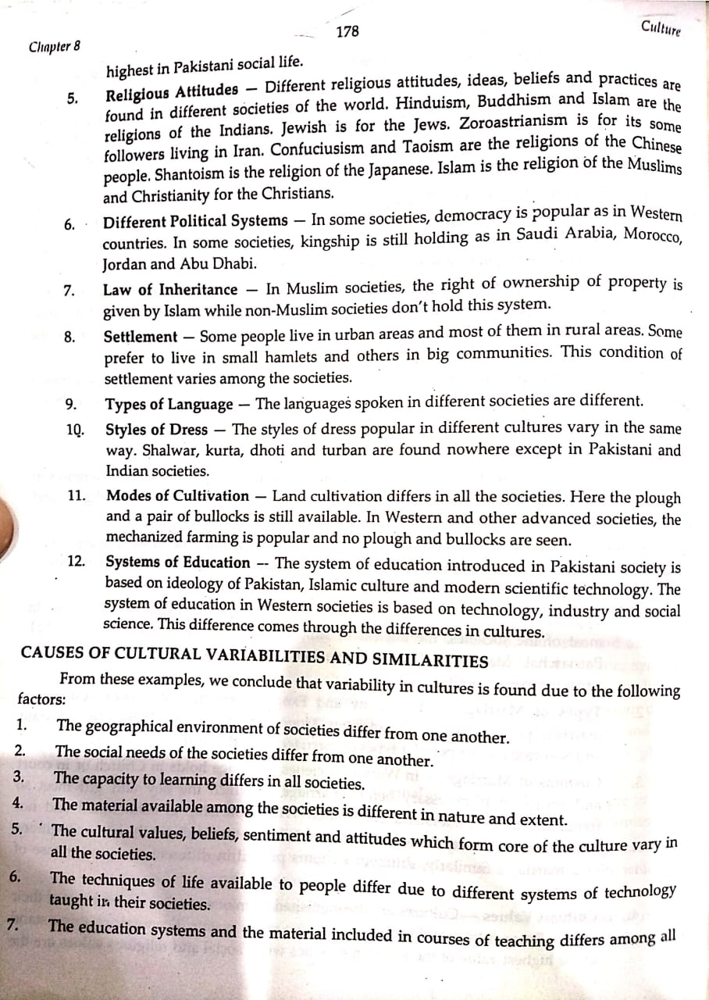 Chapter 8
178
Culture
highest in Pakistani social life.
5. Religious Attitudes — Different religious attitudes, ideas, beliefs and practices are
found in different societies of the world. Hinduism, Buddhism and Islam are the
religions of the Indians. Jewish is for the Jews. Zoroastrianism is for its some
followers living in Iran. Confuciusism and Taoism are the religions of the Chinese
people. Shantoism is the religion of the Japanese. Islam is the religion of the Muslims
and Christianity for the Christians.
6. Different Political Systems — In some societies, democracy is popular as in Western
countries. In some societies, kingship is still holding as in Saudi Arabia, Morocco,
Jordan and Abu Dhabi.
7. Law of Inheritance — In Muslim societies, the right of ownership of property is
given by Islam while non-Muslim societies don't hold this system.
8. Settlement — Some people live in urban areas and most of them in rural areas. Some
prefer to live in small hamlets and others in big communities. This condition of
settlement varies among the societies.
9. Types of Language — The languages spoken in different societies are different.
10. Styles of Dress — The styles of dress popular in different cultures vary in the same
way. Shalwar, kurta, dhoti and turban are found nowhere except in Pakistani and
Indian societies.
11. Modes of Cultivation — Land cultivation differs in all the societies. Here the plough
and a pair of bullocks is still available. In Western and other advanced societies, the
mechanized farming is popular and no plough and bullocks are seen.
12. Systems of Education -- The system of education introduced in Pakistani society is
based on ideology of Pakistan, Islamic culture and modern scientific technology. The
system of education in Western societies is based on technology, industry and social
science. This difference comes through the differences in cultures.
CAUSES OF CULTURAL VARIABILITIES AND SIMILARITIES
From these examples, we conclude that variability in cultures is found due to the following
factors:
1. The geographical environment of societies differ from one another.
2. The social needs of the societies differ from one another.
3. The capacity to learning differs in all societies.
4. The material available among the societies is different in nature and extent.
5. The cultural values, beliefs, sentiment and attitudes which form core of the culture vary in
all the societies.
6. The techniques of life available to people differ due to different systems of technology
taught in their societies.
7. The education systems and the material included in courses of teaching differs among all